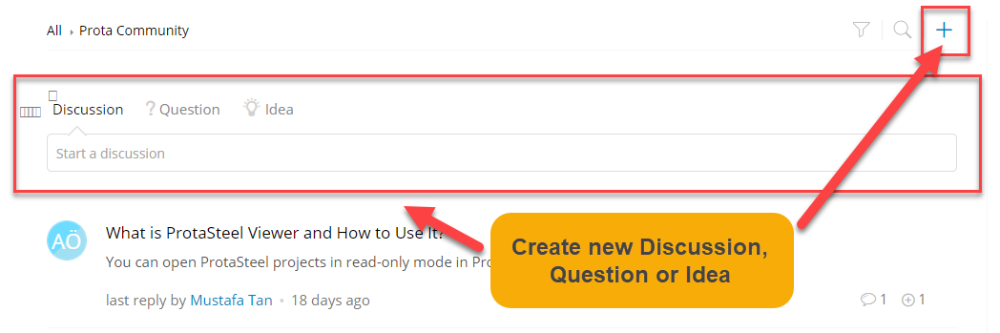 All › Prota Community
Discussion ? Question Idea
Start a discussion
AÖ
What is ProtaSteel Viewer and How to Use It?
You can open ProtaSteel projects in read-only mode in
Create new Discussion,
Question or Idea
last reply by Mustafa Tan • 18 days ago
1 1